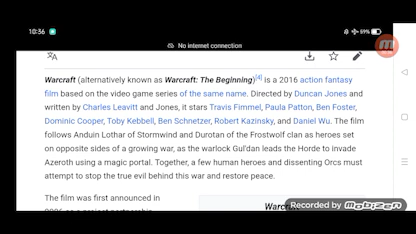 10:36
59%
No internet connection
Warcraft (alternatively known as Warcraft: The Beginning)[4] is a 2016 action fantasy
film based on the video game series of the same name. Directed by Duncan Jones and
written by Charles Leavitt and Jones, it stars Travis Fimmel, Paula Patton, Ben Foster,
Dominic Cooper, Toby Kebbell, Ben Schnetzer, Robert Kazinsky, and Daniel Wu. The film
follows Anduin Lothar of Stormwind and Durotan of the Frostwolf clan as heroes set
on opposite sides of a growing war, as the warlock Gul'dan leads the Horde to invade
Azeroth using a magic portal. Together, a few human heroes and dissenting Orcs must
attempt to stop the true evil behind this war and restore peace.
The film was first announced in
Recorded by mobizen